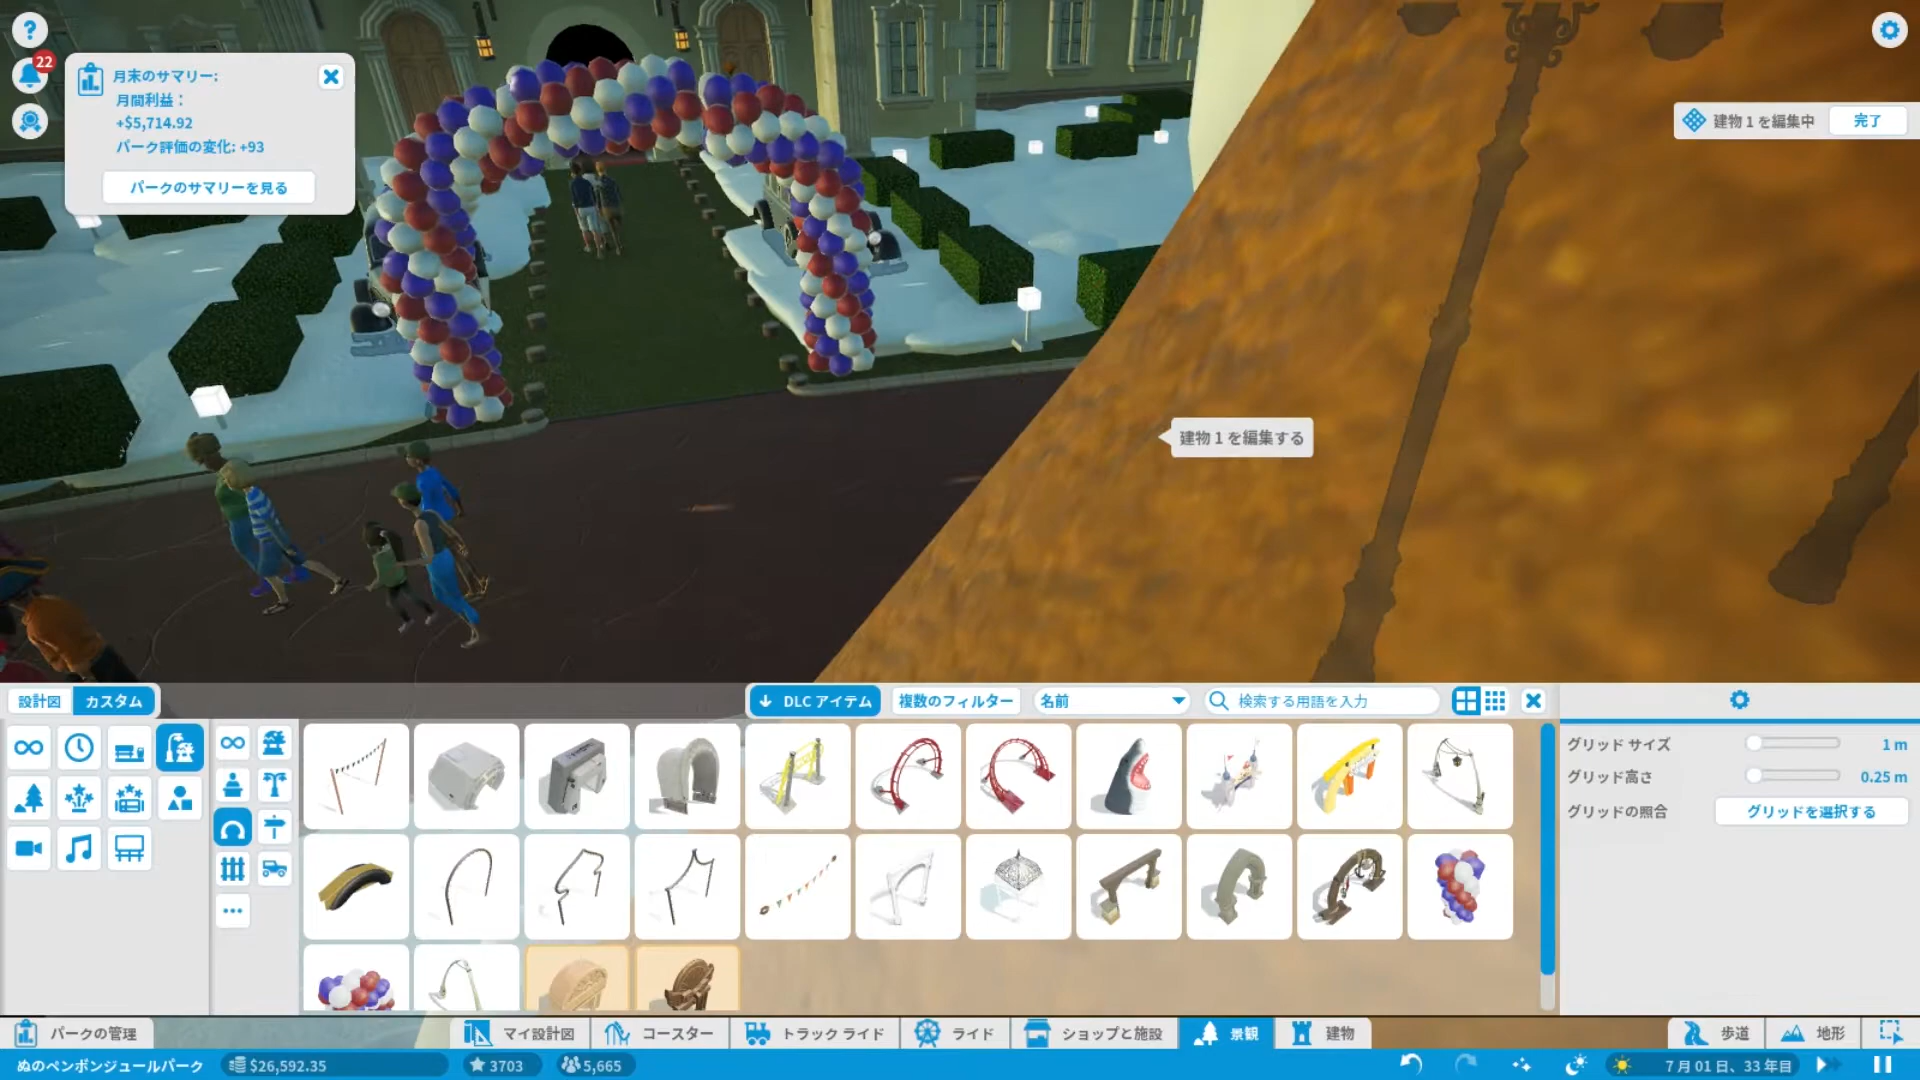 ?
22
月末のサマリー:
月間利益：
+$5,714.92
パーク評価の変化: +93
パークのサマリーを見る
建物 1 を編集中
完了
建物 1 を編集する
設計図
カスタム
DLC アイテム
複数のフィルター
名前
検索する用語を入力
グリッド サイズ
1 m
グリッド高さ
0.25 m
グリッドの照合
グリッドを選択する
パークの管理
マイ設計図
コースター
トラック ライド
ライド
ショップと施設
景観
建物
歩道
地形
ぬのペンボンジュールパーク
$26,592.35
3703
5,665
7 月 01 日、33 年目